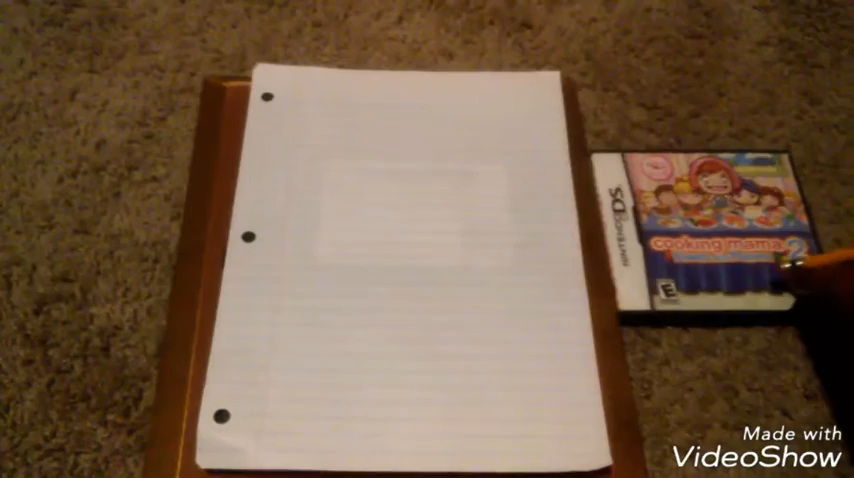 NINTENDO DS
cooking mama 2
E
Made with
VideoShow